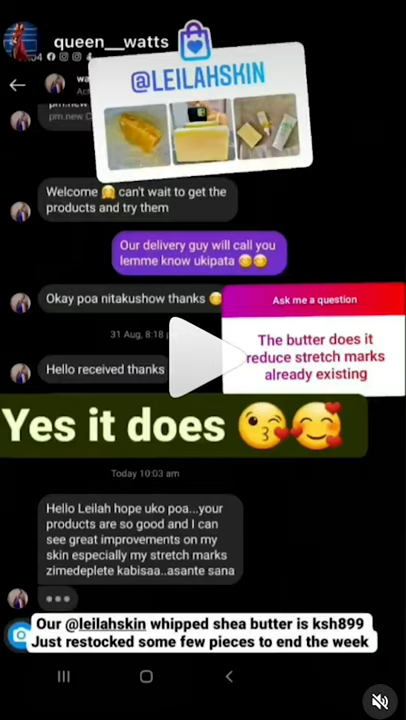 queen__watts
@LEILAHSKIN
Welcome 🤗 can't wait to get the
products and try them
Our delivery guy will call you
lemme know ukipata 😊😊
Okay poa nitakushow thanks
31 Aug, 8:18 p
Ask me a question
The butter does it
reduce stretch marks
already existing
Hello received thanks
Yes it does 😘🥰
Today 10:03 am
Hello Leilah hope uko poa...your
products are so good and I can
see great improvements on my
skin especially my stretch marks
zimedeplete kabisaa..asante sana
Our @leilahskin whipped shea butter is ksh899
Just restocked some few pieces to end the week